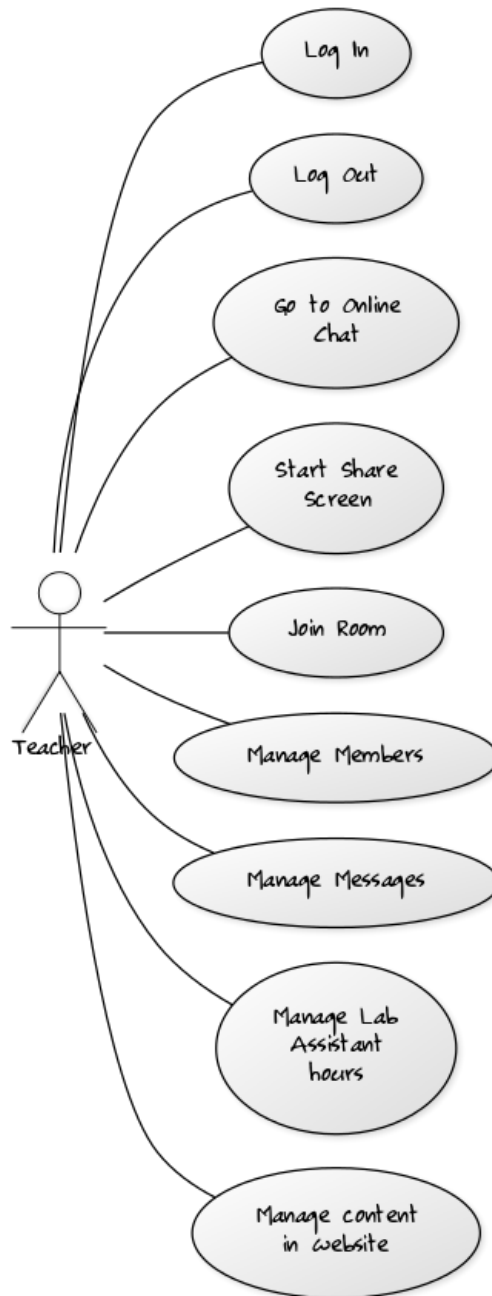 Log In
Log Out
Go to Online
Chat
Start Share
Screen
Join Room
Teacher
Manage Members
Manage Messages
Manage Lab
Assistant
hours
Manage content
in website